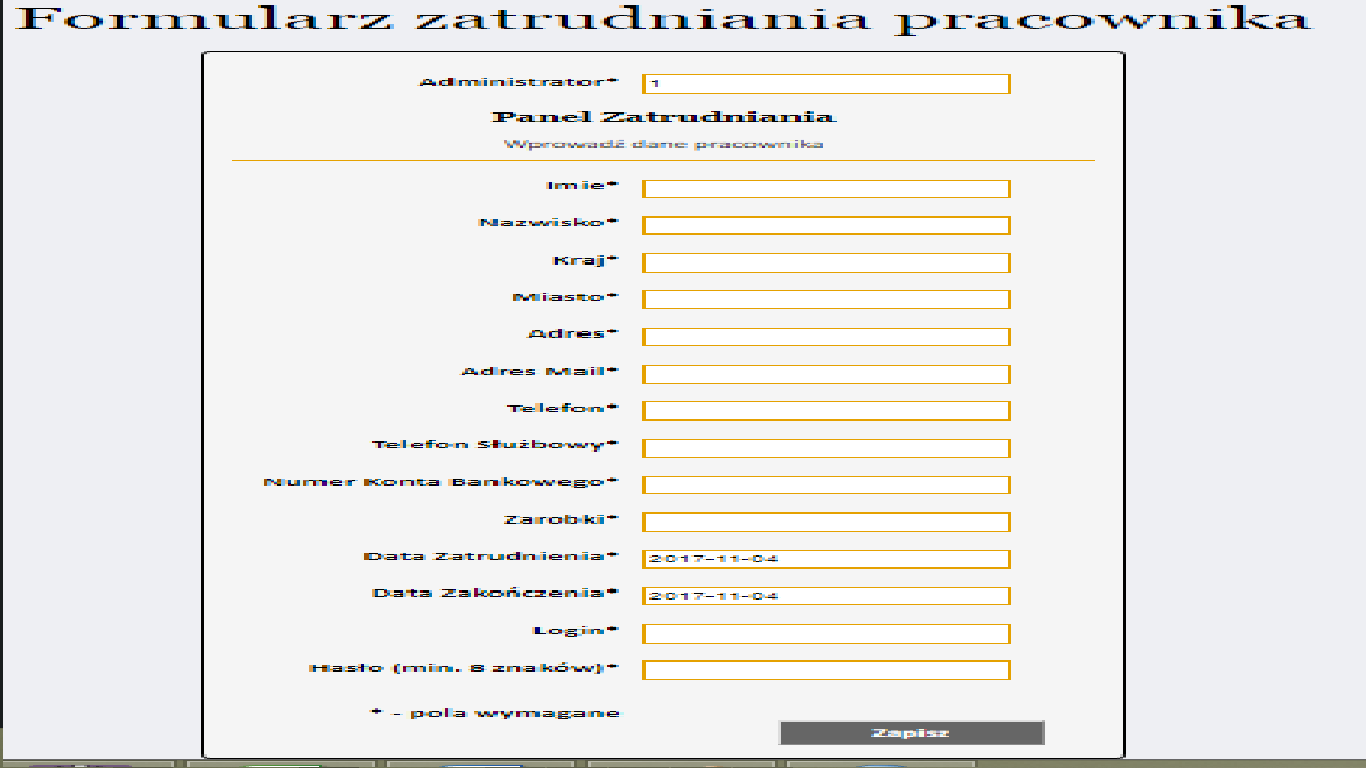 Formularz zatrudniania pracownika
Administrator* 1
Panel Zatrudniania
Wprowadź dane pracownika
Imie*
Nazwisko*
Kraj*
Miasto*
Adres*
Adres Mail*
Telefon*
Telefon Służbowy*
Numer Konta Bankowego*
Zarobki*
Data Zatrudnienia* 2017-11-04
Data Zakończenia* 2017-11-04
Login*
Hasło (min. 8 znaków)*
* - pola wymagane
Zapisz